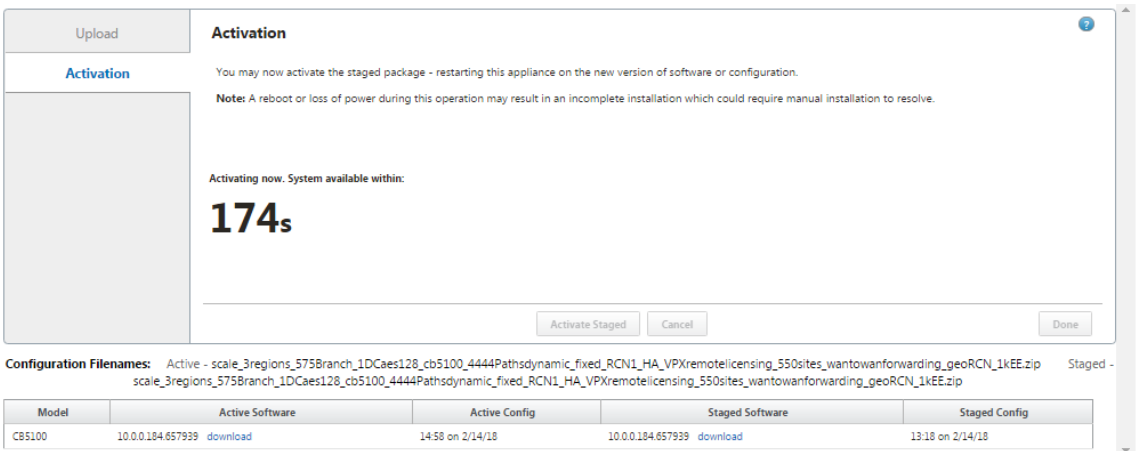 Upload
Activation
Activation
?
You may now activate the staged package - restarting this appliance on the new version of software or configuration.
Note: A reboot or loss of power during this operation may result in an incomplete installation which could require manual installation to resolve.
Activating now. System available within:
174s
Activate Staged Cancel Done
Configuration Filenames: Active - scale_3regions_575Branch_1DCaes128_cb5100_4444Pathsdynamic_fixed_RCN1_HA_VPXremotelicensing_550sites_wantowanforwarding_geoRCN_1kEE.zip Staged -
scale_3regions_575Branch_1DCaes128_cb5100_4444Pathsdynamic_fixed_RCN1_HA_VPXremotelicensing_550sites_wantowanforwarding_geoRCN_1kEE.zip
Model Active Software Active Config Staged Software Staged Config
CB5100 10.0.0.184.657939 download 14:58 on 2/14/18 10.0.0.184.657939 download 13:18 on 2/14/18